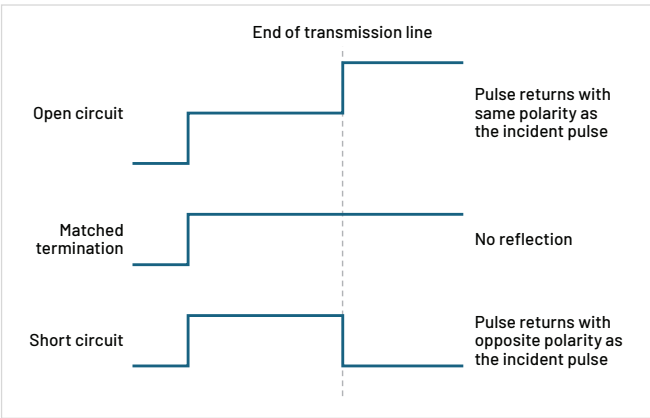 End of transmission line
Open circuit
Pulse returns with
same polarity as
the incident pulse
Matched
termination
No reflection
Short circuit
Pulse returns with
opposite polarity as
the incident pulse